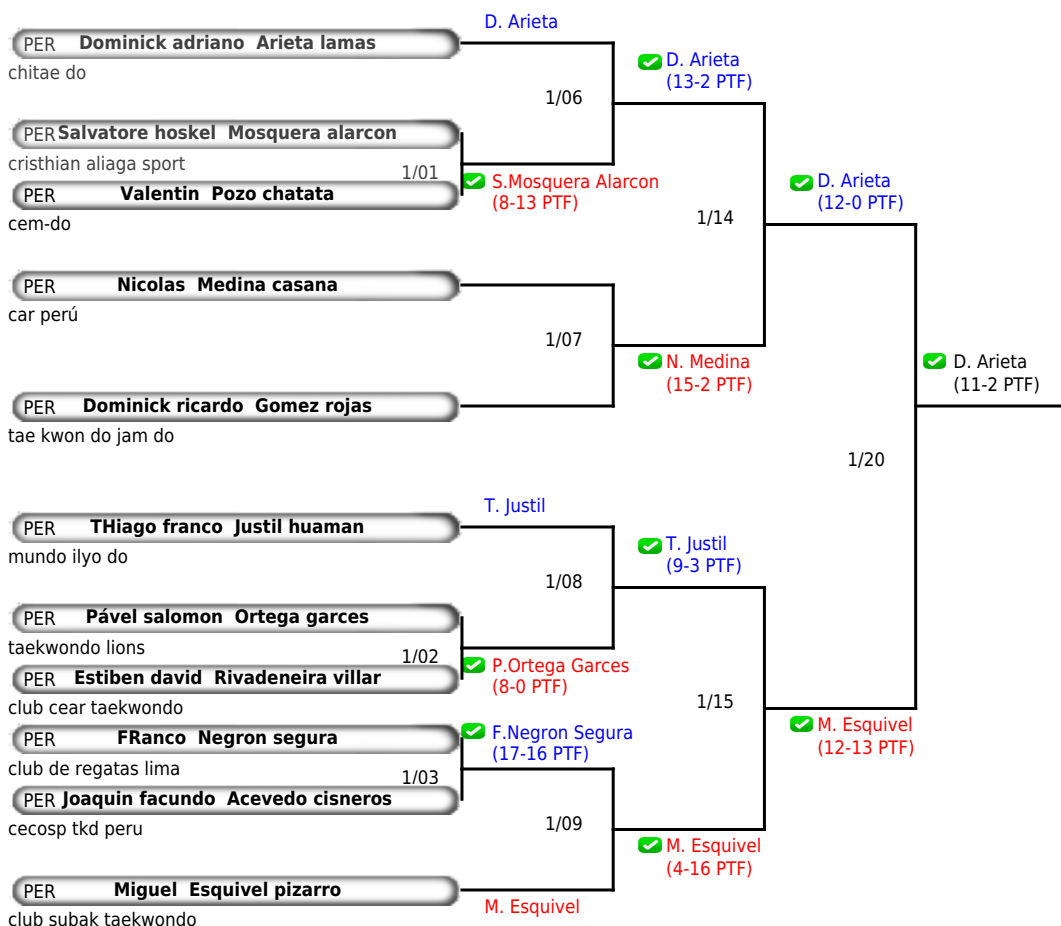 D. Arieta
PER Dominick adriano Arieta lamas
chitae do
D. Arieta
(13-2 PTF)
1/06
PER Salvatore hoskel Mosquera alarcon
cristhian aliaga sport
1/01
S.Mosquera Alarcon
(8-13 PTF)
PER Valentin Pozo chatata
cem-do
D. Arieta
(12-0 PTF)
1/14
PER Nicolas Medina casana
car perú
1/07
N. Medina
(15-2 PTF)
D. Arieta
(11-2 PTF)
PER Dominick ricardo Gomez rojas
tae kwon do jam do
1/20
T. Justil
PER THiago franco Justil huaman
mundo ilyo do
T. Justil
(9-3 PTF)
1/08
PER Pável salomon Ortega garces
taekwondo lions
1/02
P.Ortega Garces
(8-0 PTF)
PER Estiben david Rivadeneira villar
club cear taekwondo
1/15
F.Negron Segura
(17-16 PTF)
PER FRanco Negron segura
club de regatas lima
M. Esquivel
(12-13 PTF)
1/03
PER Joaquin facundo Acevedo cisneros
cecosp tkd peru
1/09
M. Esquivel
(4-16 PTF)
PER Miguel Esquivel pizarro
M. Esquivel
club subak taekwondo